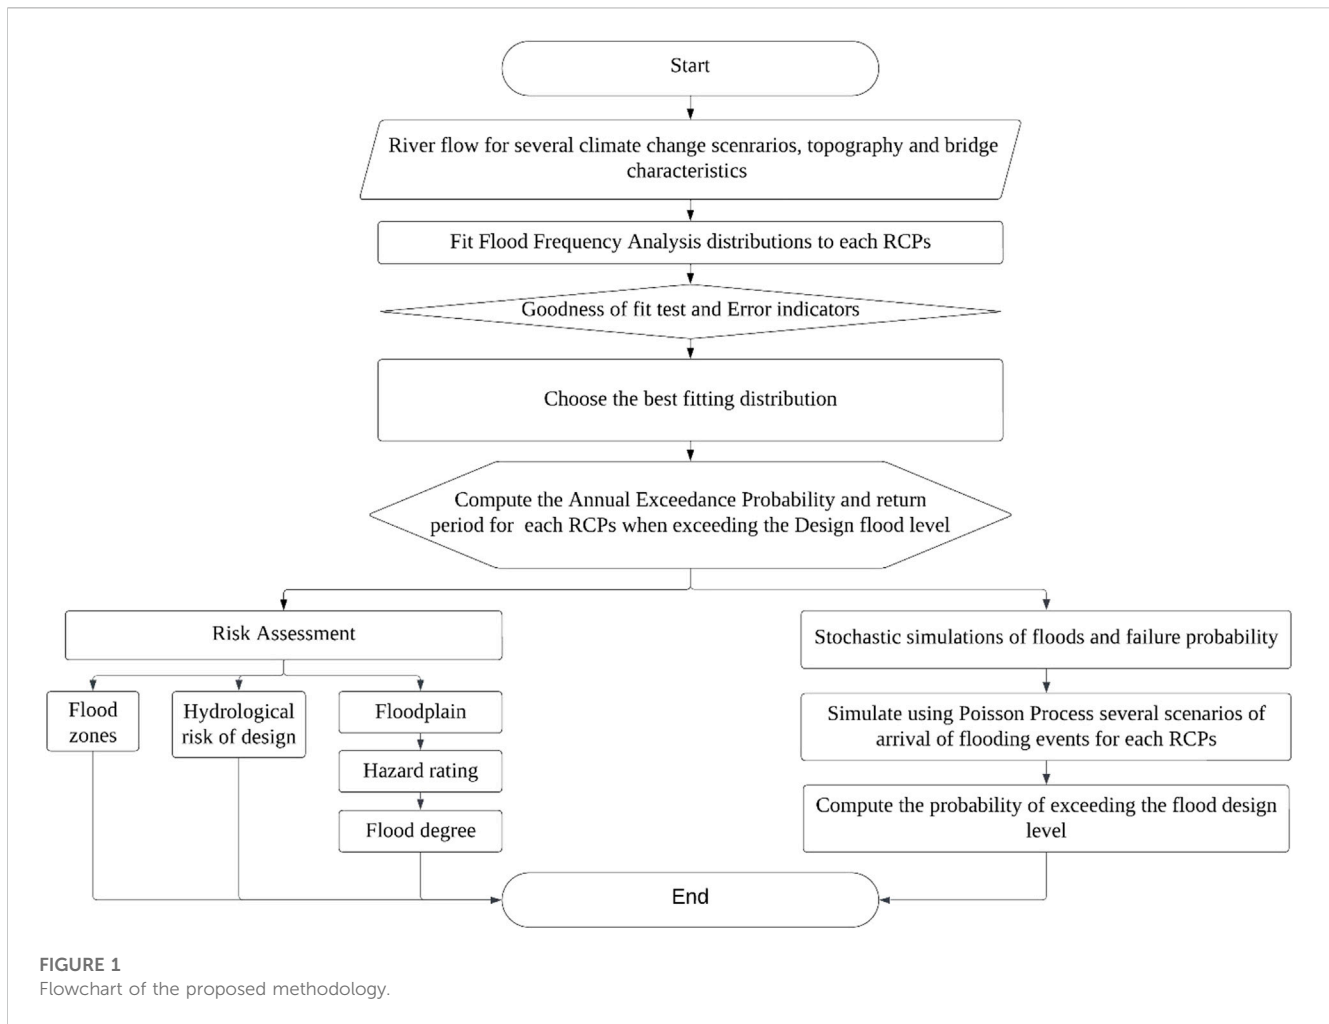 Start
River flow for several climate change scenrarios, topography and bridge
characteristics
Fit Flood Frequency Analysis distributions to each RCPs
Goodness of fit test and Error indicators
Choose the best fitting distribution
Compute the Annual Exceedance Probability and return
period for each RCPs when exceeding the Design flood level
Risk Assessment
Flood
zones
Hydrological
risk of design
Floodplain
Hazard rating
Flood degree
Stochastic simulations of floods and failure probability
Simulate using Poisson Process several scenarios of
arrival of flooding events for each RCPs
Compute the probability of exceeding the flood design
level
End
FIGURE 1
Flowchart of the proposed methodology.